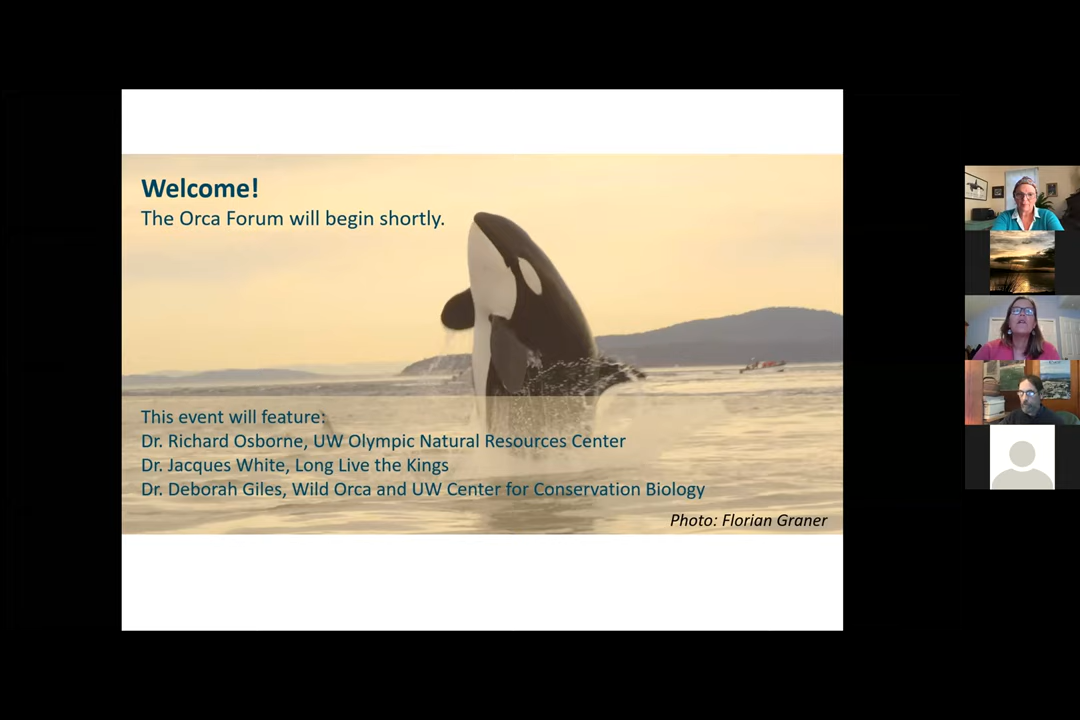 Welcome!
The Orca Forum will begin shortly.
This event will feature:
Dr. Richard Osborne, UW Olympic Natural Resources Center
Dr. Jacques White, Long Live the Kings
Dr. Deborah Giles, Wild Orca and UW Center for Conservation Biology
Photo: Florian Graner